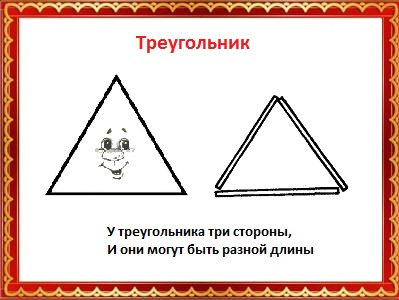 Треугольник
У треугольника три стороны,
И они могут быть разной длины